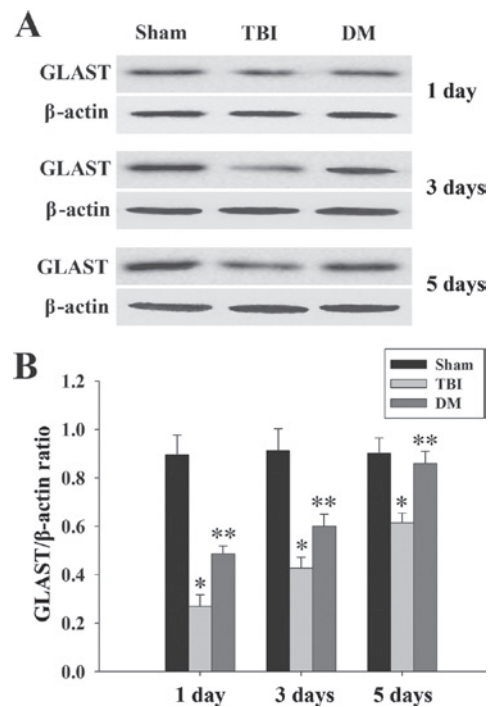 A
Sham TBI DM
GLAST
β-actin
1 day
GLAST
β-actin
3 days
GLAST
β-actin
5 days
B
Sham
TBI
DM
GLAST/β-actin ratio
1.2
1.0
0.8
0.6
0.4
0.2
0.0
* **
* **
* **
1 day 3 days 5 days